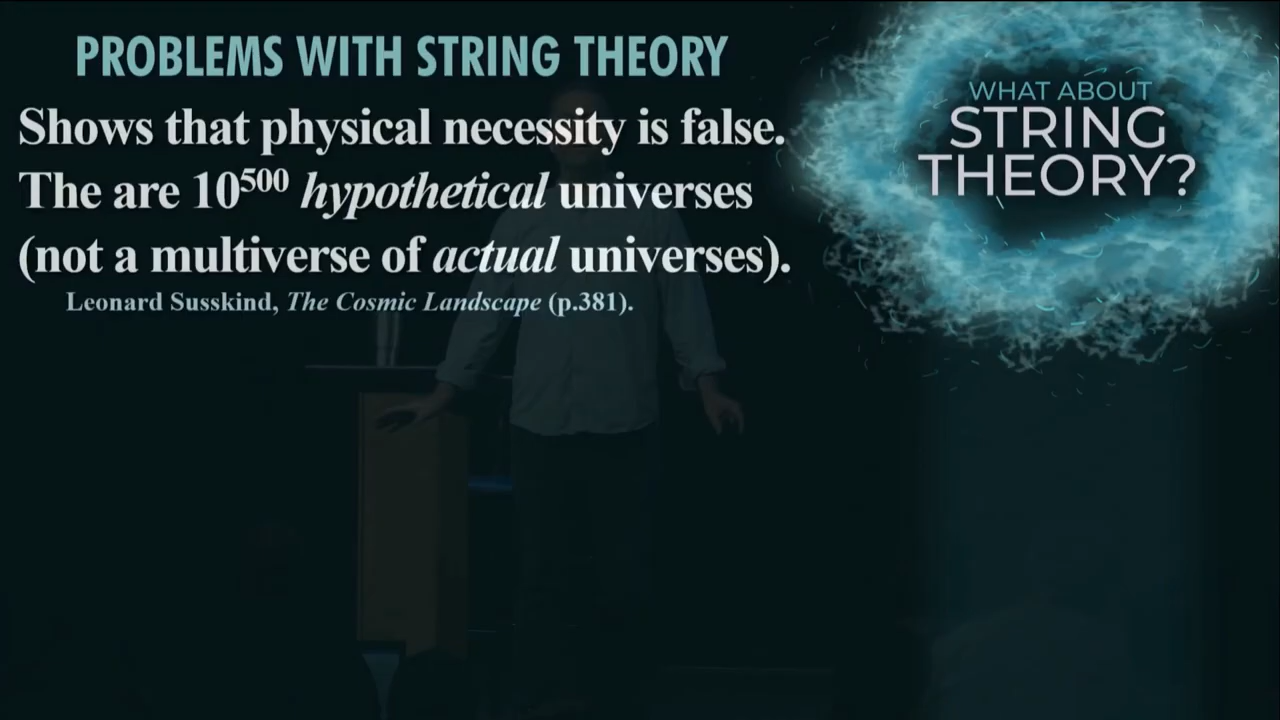 PROBLEMS WITH STRING THEORY
Shows that physical necessity is false.
The are 10⁵⁰⁰ hypothetical universes
(not a multiverse of actual universes).
Leonard Susskind, The Cosmic Landscape (p.381).
WHAT ABOUT
STRING
THEORY?